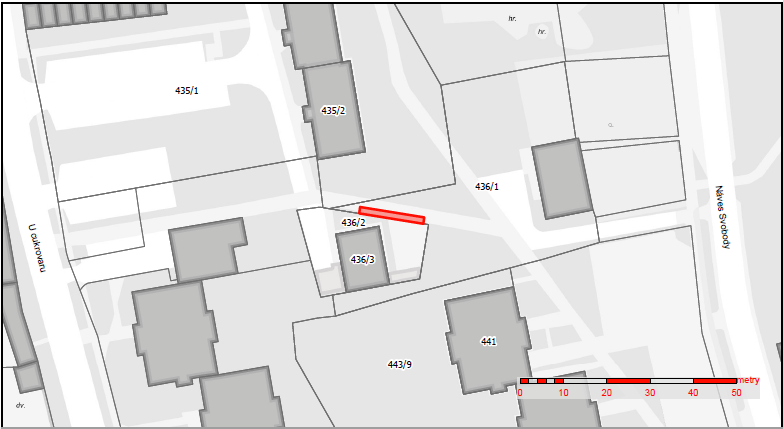 hr.
hr.
435/1
435/2
o.
436/1
Náves Svobody
436/2
U cukrovaru
436/3
441
443/9
metry
0 10 20 30 40 50
dv.